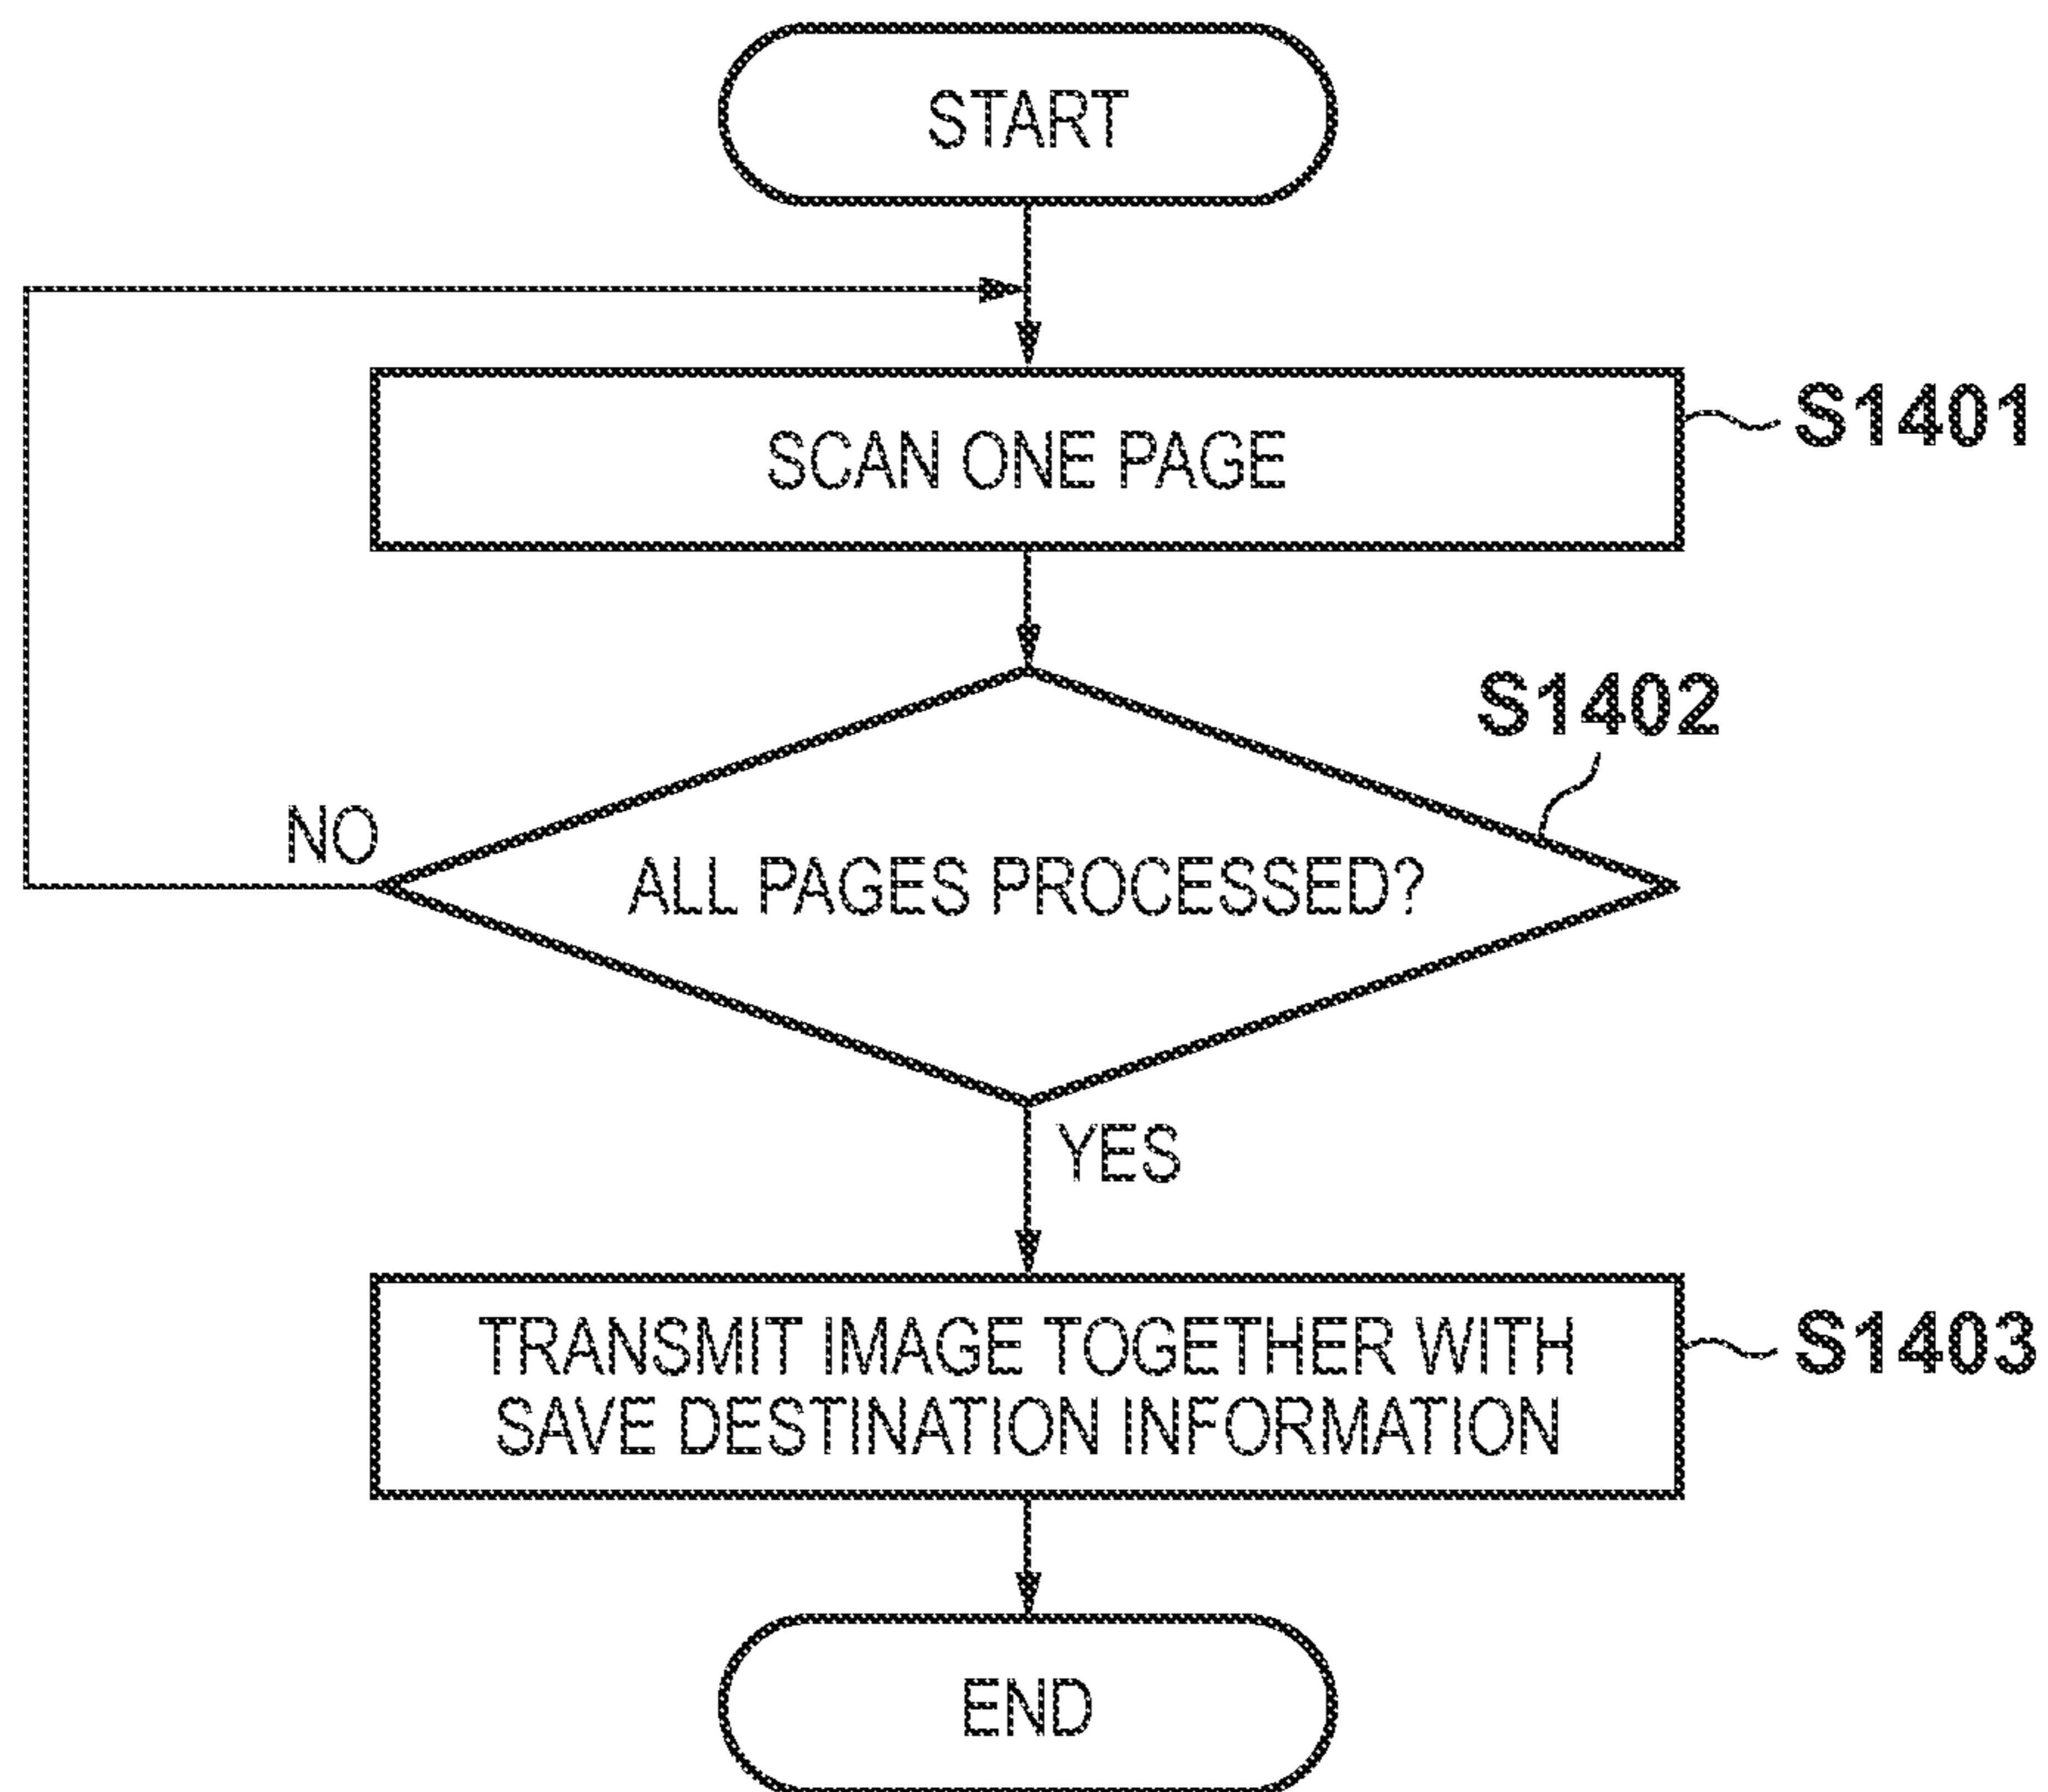 START
SCAN ONE PAGE
S1401
S1402
NO
ALL PAGES PROCESSED?
YES
TRANSMIT IMAGE TOGETHER WITH
SAVE DESTINATION INFORMATION
S1403
END